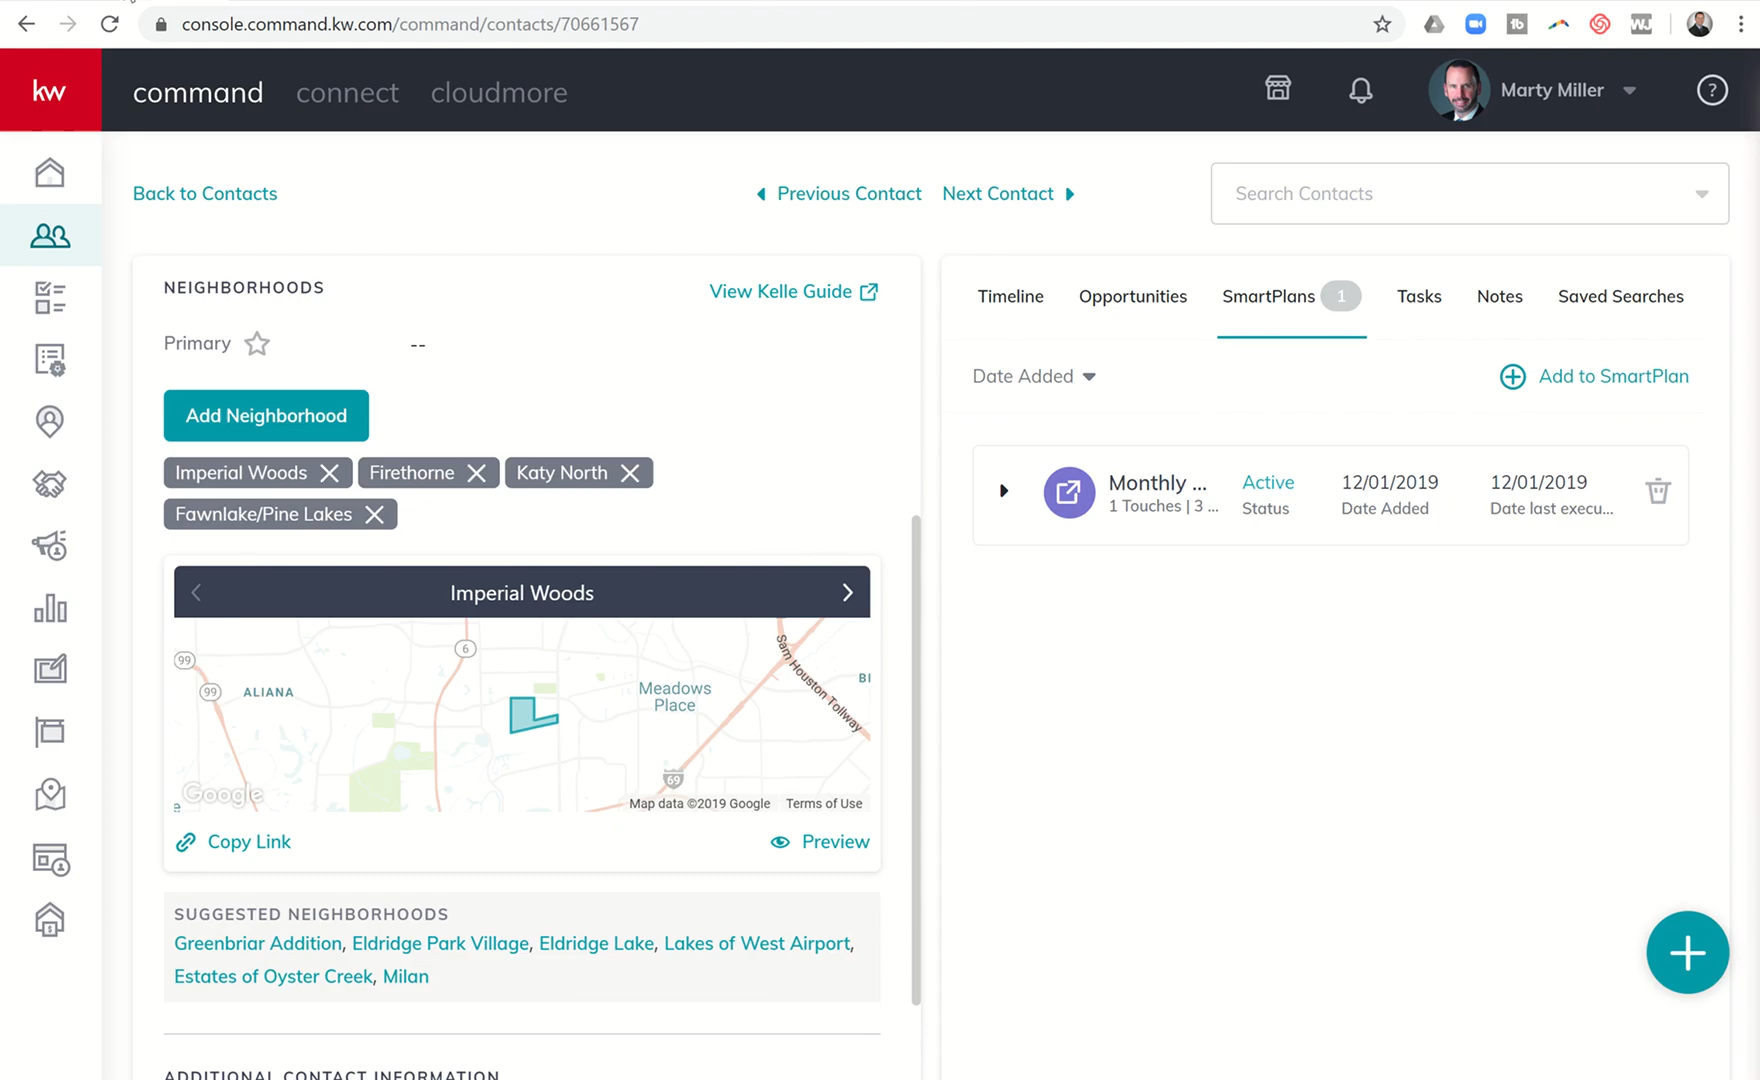 console.command.kw.com/command/contacts/70661567
kw
command connect cloudmore
Marty Miller
?
Back to Contacts
Previous Contact Next Contact
Search Contacts
NEIGHBORHOODS
View Kelle Guide
Primary --
Add Neighborhood
Imperial Woods Firethorne Katy North
Fawnlake/Pine Lakes
Imperial Woods
99
99
ALIANA
6
Meadows
Place
Sam Houston Tollway
BI
69
e
Google
Map data ©2019 Google Terms of Use
Copy Link
Preview
SUGGESTED NEIGHBORHOODS
Greenbriar Addition, Eldridge Park Village, Eldridge Lake, Lakes of West Airport,
Estates of Oyster Creek, Milan
ADDITIONAL CONTACT INFORMATION
Timeline Opportunities SmartPlans 1 Tasks Notes Saved Searches
Date Added
Add to SmartPlan
Monthly ... Active 12/01/2019 12/01/2019
1 Touches | 3 ... Status Date Added Date last execu...